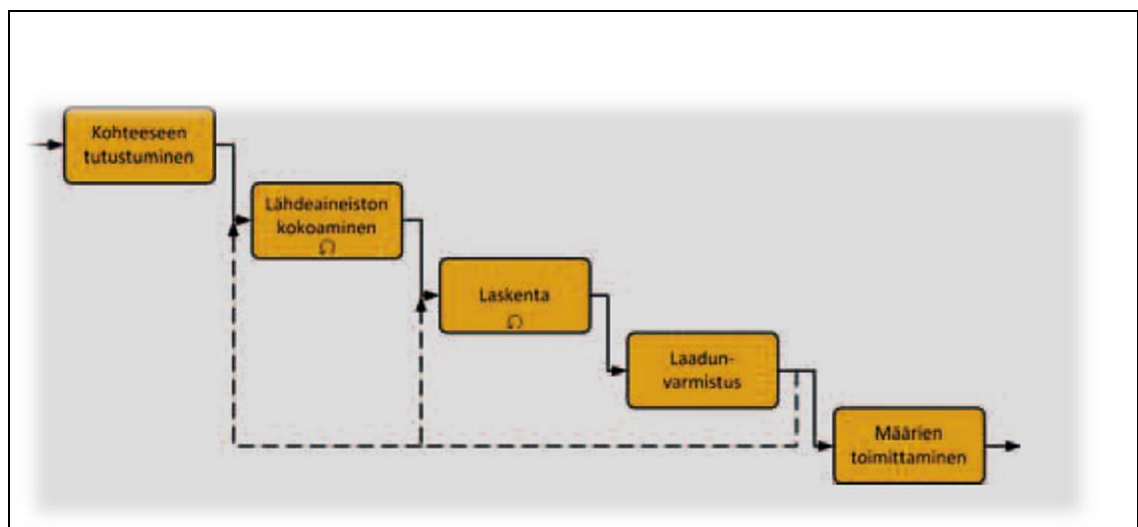 Kohteeseen
tutustuminen
Lähdeaineiston
kokoaminen
Laskenta
Laadun-
varmistus
Määrien
toimittaminen